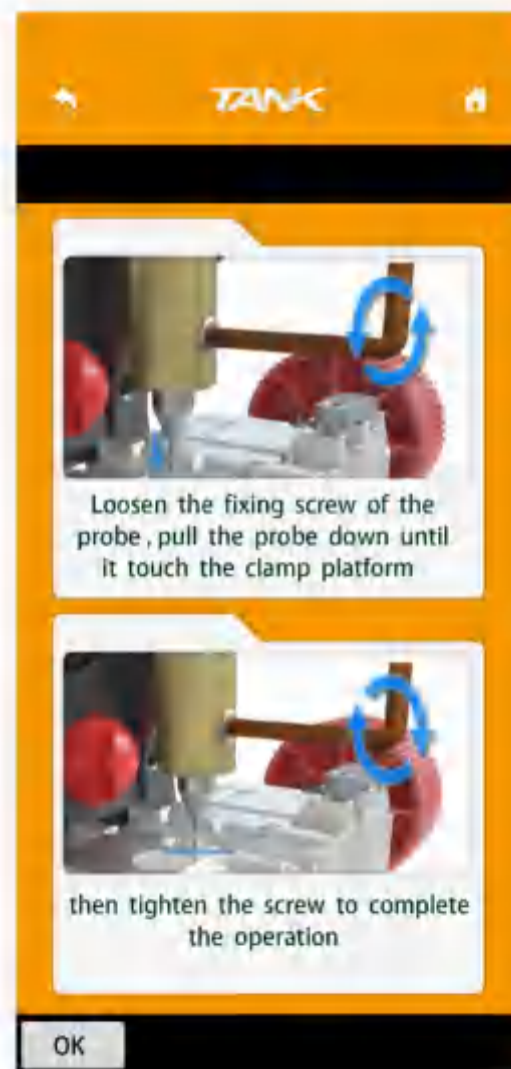 TANK
Loosen the fixing screw of the
probe , pull the probe down until
it touch the clamp platform
then tighten the screw to complete
the operation
OK